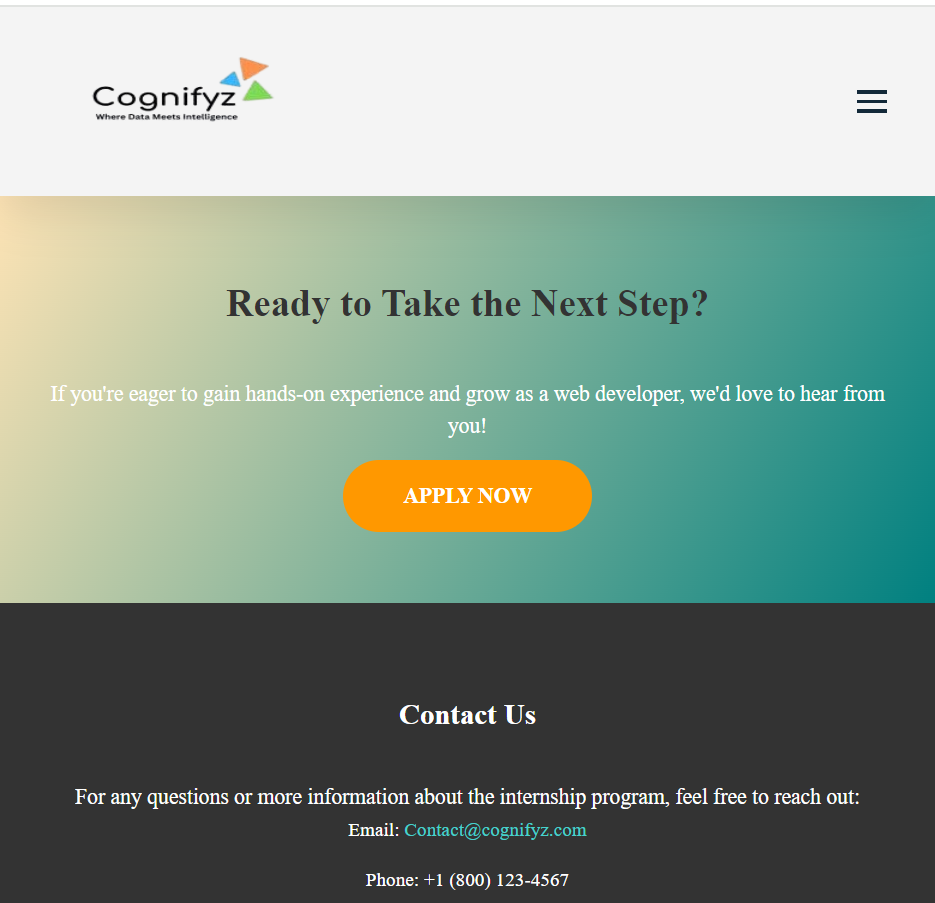 Cognifyz
Where Data Meets Intelligence
Ready to Take the Next Step?
If you're eager to gain hands-on experience and grow as a web developer, we'd love to hear from
you!
APPLY NOW
Contact Us
For any questions or more information about the internship program, feel free to reach out:
Email: Contact@cognifyz.com
Phone: +1 (800) 123-4567